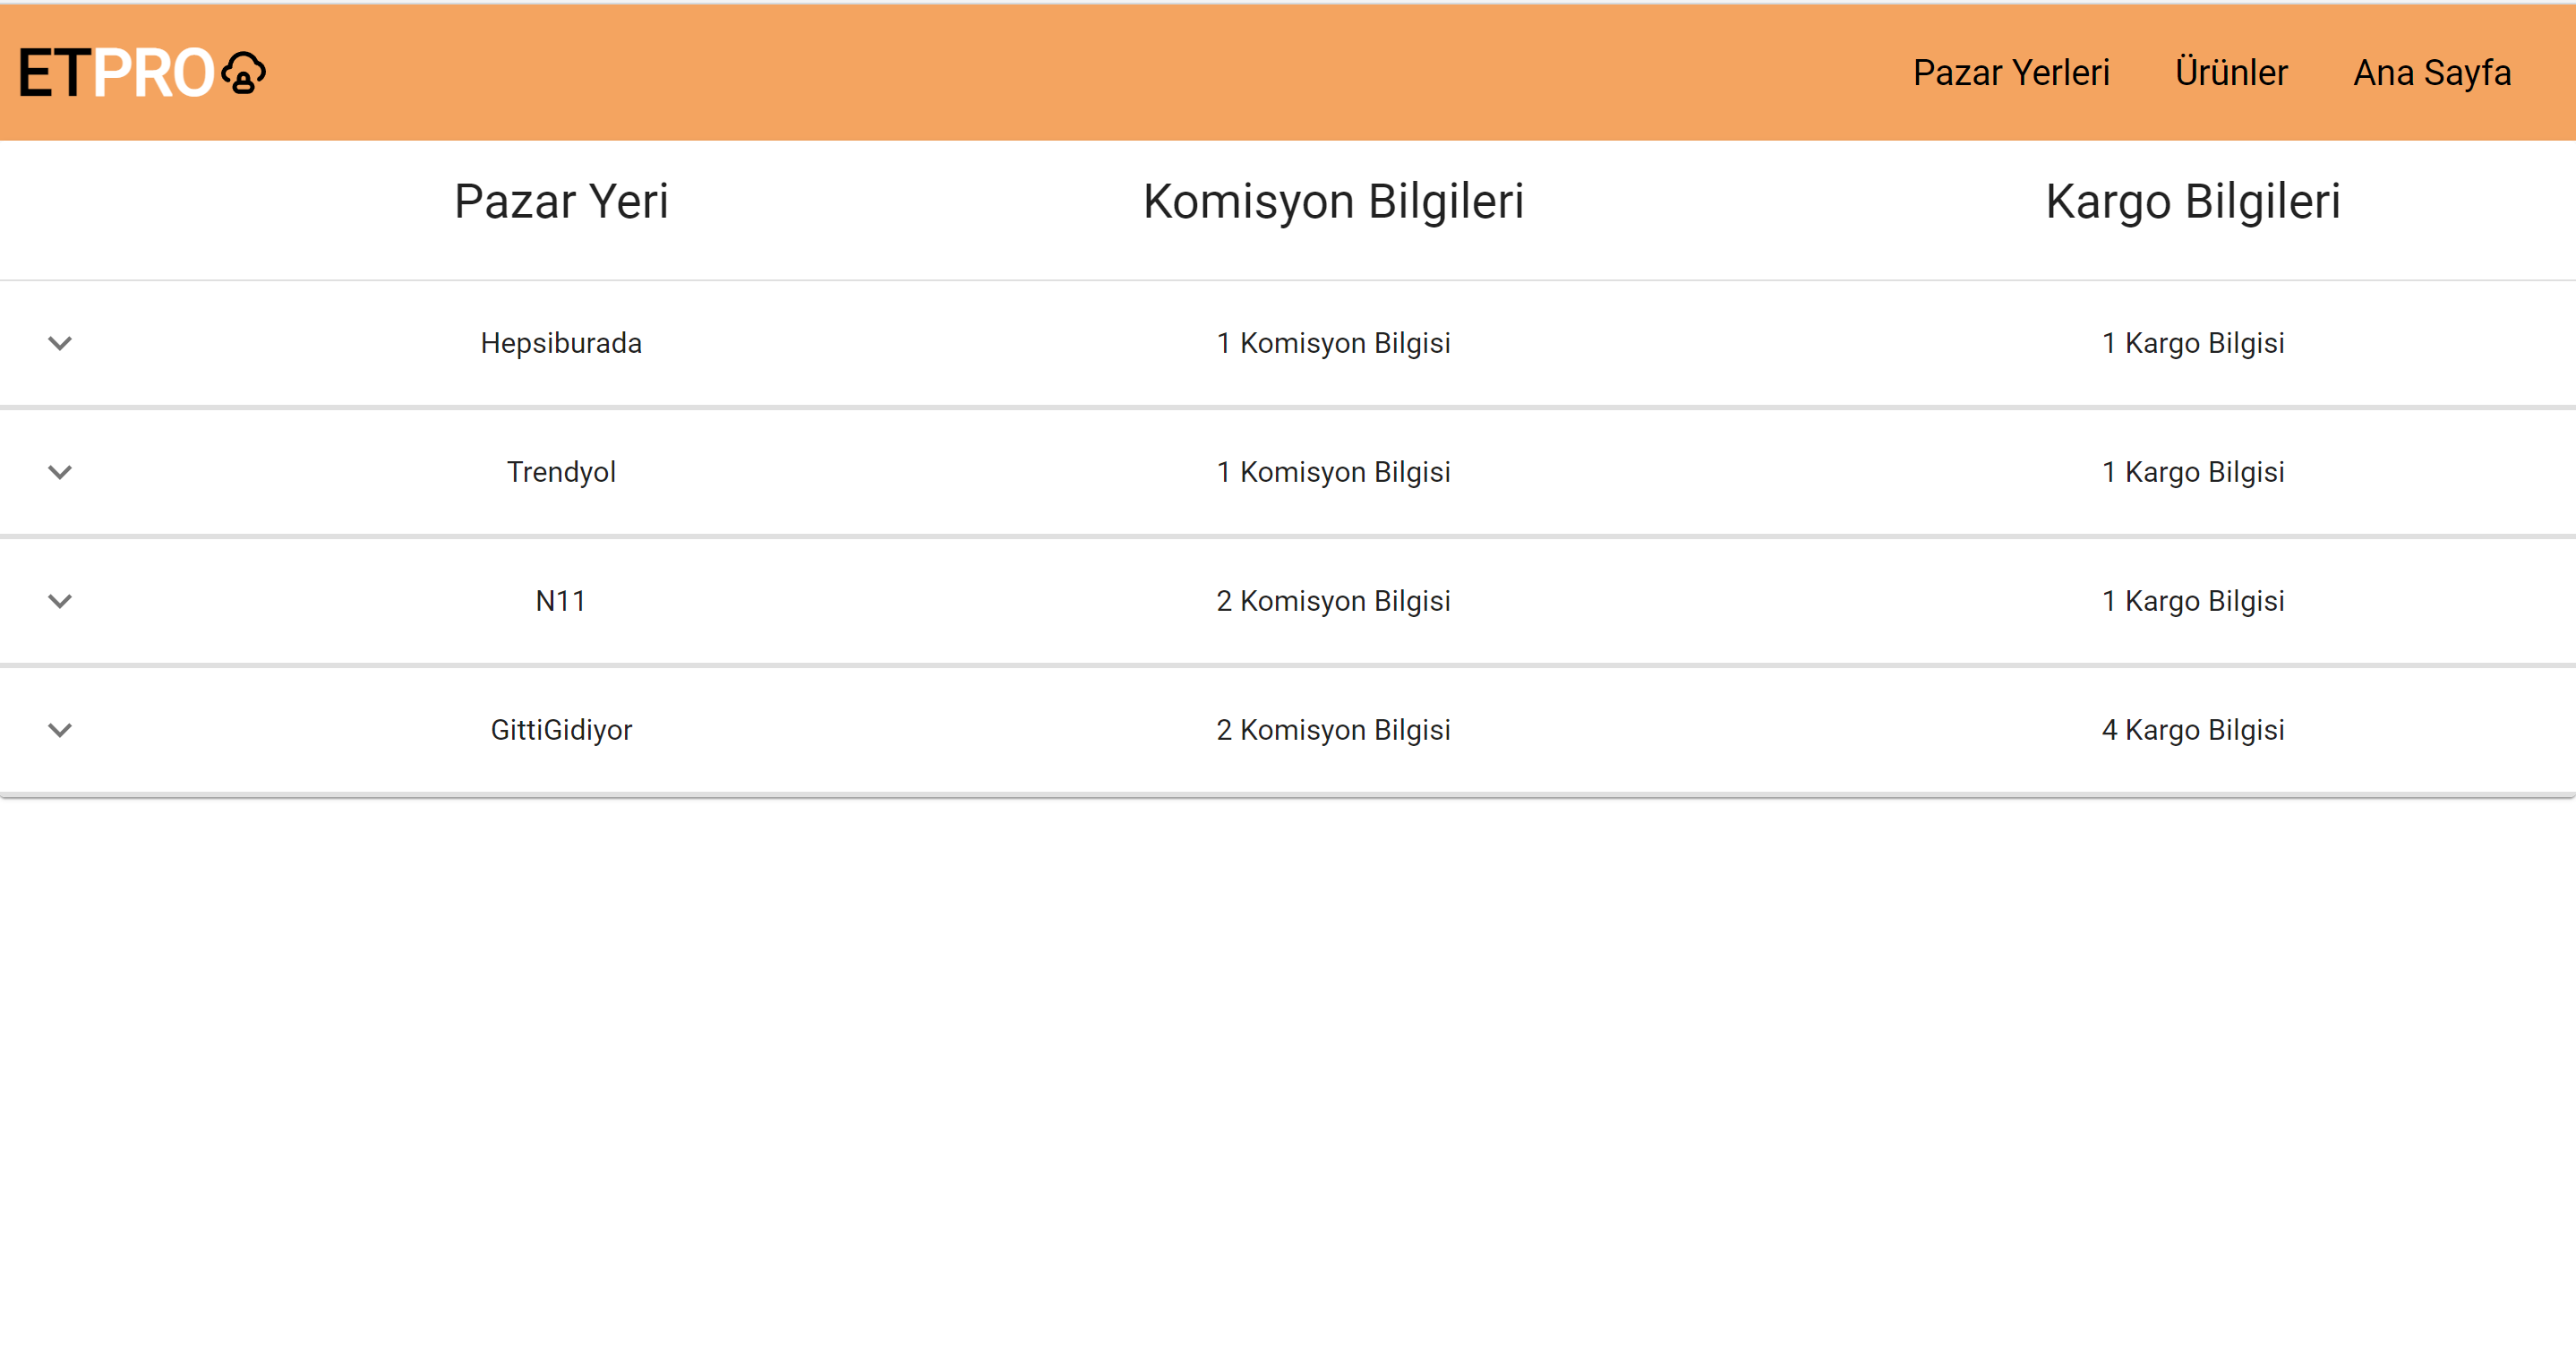 ETPRO Pazar Yerleri Ürünler Ana Sayfa
Pazar Yeri Komisyon Bilgileri Kargo Bilgileri
Hepsiburada 1 Komisyon Bilgisi 1 Kargo Bilgisi
Trendyol 1 Komisyon Bilgisi 1 Kargo Bilgisi
N11 2 Komisyon Bilgisi 1 Kargo Bilgisi
GittiGidiyor 2 Komisyon Bilgisi 4 Kargo Bilgisi